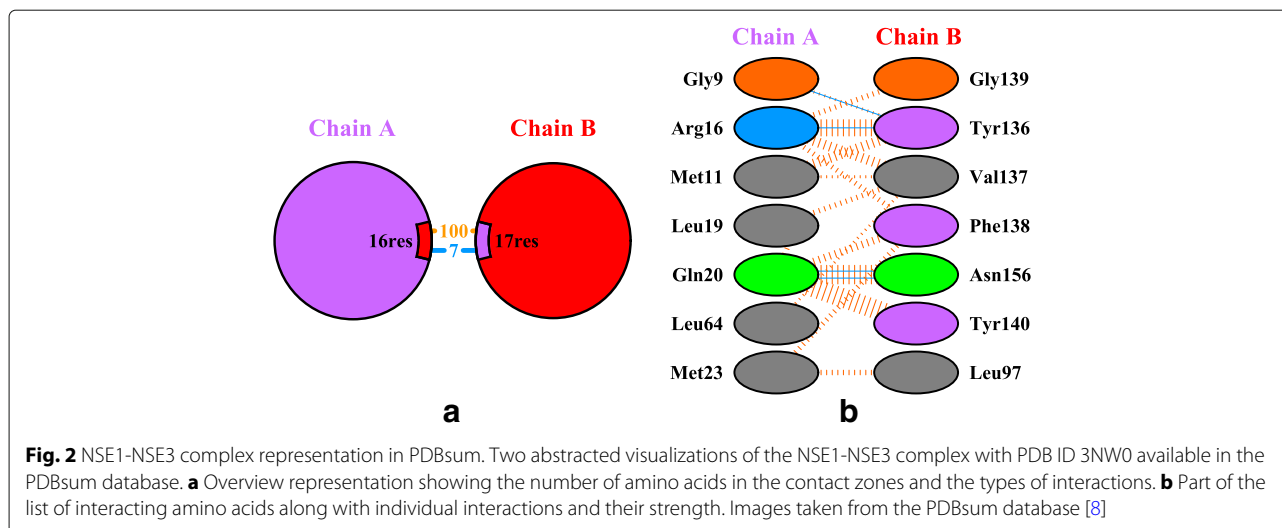 Chain A
Chain B
16res
100
7
17res
a
Chain A
Chain B
Gly9
Gly139
Arg16
Tyr136
Met11
Val137
Leu19
Phe138
Gln20
Asn156
Leu64
Tyr140
Met23
Leu97
b
Fig. 2 NSE1-NSE3 complex representation in PDBsum. Two abstracted visualizations of the NSE1-NSE3 complex with PDB ID 3NW0 available in the
PDBsum database. a Overview representation showing the number of amino acids in the contact zones and the types of interactions. b Part of the
list of interacting amino acids along with individual interactions and their strength. Images taken from the PDBsum database [8]